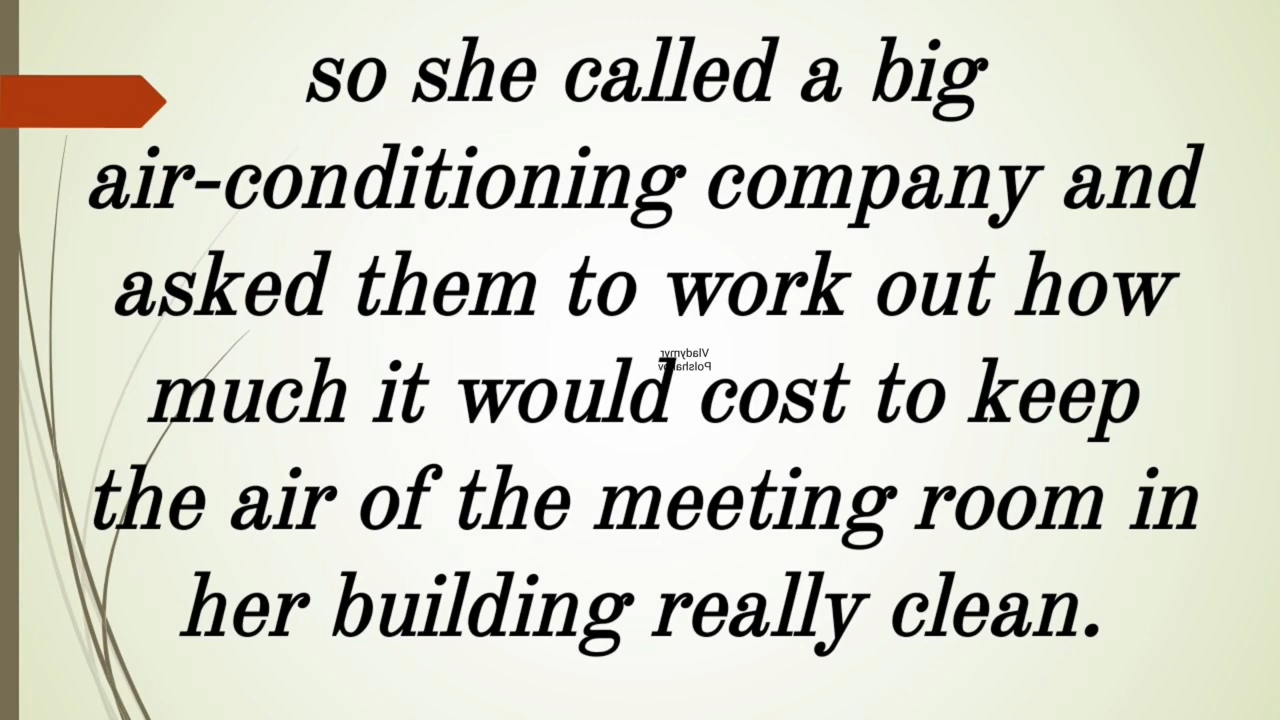 so she called a big
air-conditioning company and
asked them to work out how
much it would cost to keep
the air of the meeting room in
her building really clean.
Vladymyr